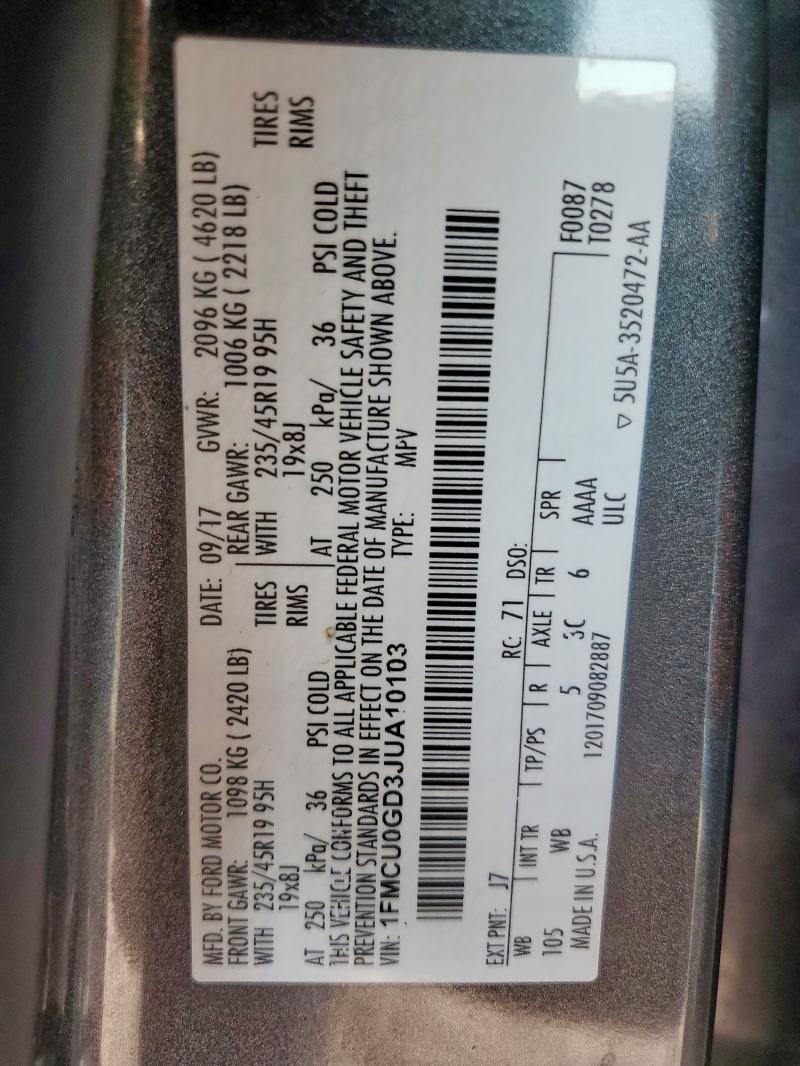 MFD. BY FORD MOTOR CO. DATE: 09/17 GVWR: 2096 KG ( 4620 LB)
FRONT GAWR: 1098 KG ( 2420 LB) REAR GAWR: 1006 KG ( 2218 LB)
WITH 235/45R19 95H TIRES WITH 235/45R19 95H TIRES
19x8J RIMS 19x8J RIMS
AT 250 kPa/ 36 PSI COLD AT 250 kPa/ 36 PSI COLD
THIS VEHICLE CONFORMS TO ALL APPLICABLE FEDERAL MOTOR VEHICLE SAFETY AND THEFT
PREVENTION STANDARDS IN EFFECT ON THE DATE OF MANUFACTURE SHOWN ABOVE.
VIN: 1FMCU0GD3JUA10103 TYPE: MPV
EXT PNT: J7 RC: 71 DSO:
WB INT TR TP/PS R AXLE TR SPR F0087
105 WB 5 3C 6 AAAA T0278
MADE IN U.S.A. 1201709082887 ULC
▽ 5U5A-3520472-AA